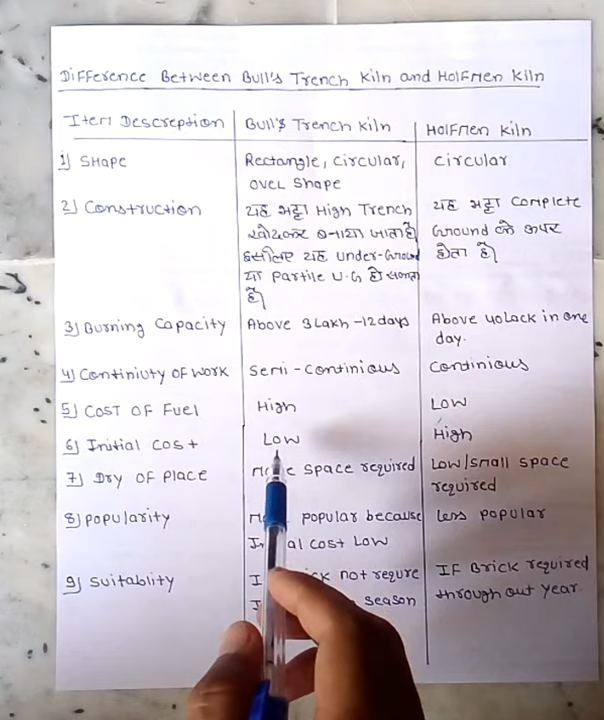 Difference Between Bull's Trench Kiln and Hoffmen Kiln
Item Descreption
Bull's Trench Kiln
Hoffmen Kiln
1) Shape
Rectangle, Circular,
ovel shape
Circular
2) Construction
यह भट्टा High Trench
खोदकर बनाया जाता है
इसीलिए यह Under-Ground
या Partile U.G हो सकता
है।
यह भट्टा Complete
Ground के ऊपर
होता है।
3) Burning Capacity
Above 3 Lakh -12 days
Above 40 Lack in one
day.
4) Continiuty of work
Semi-Continious
Continious
5) Cost of Fuel
High
Low
6) Initial cost
Low
High
7) Dry of Place
space required
Low/small space
required
8) Popularity
popular because
cost Low
less popular
9) Suitablity
not requre
season
If Brick required
through out year.